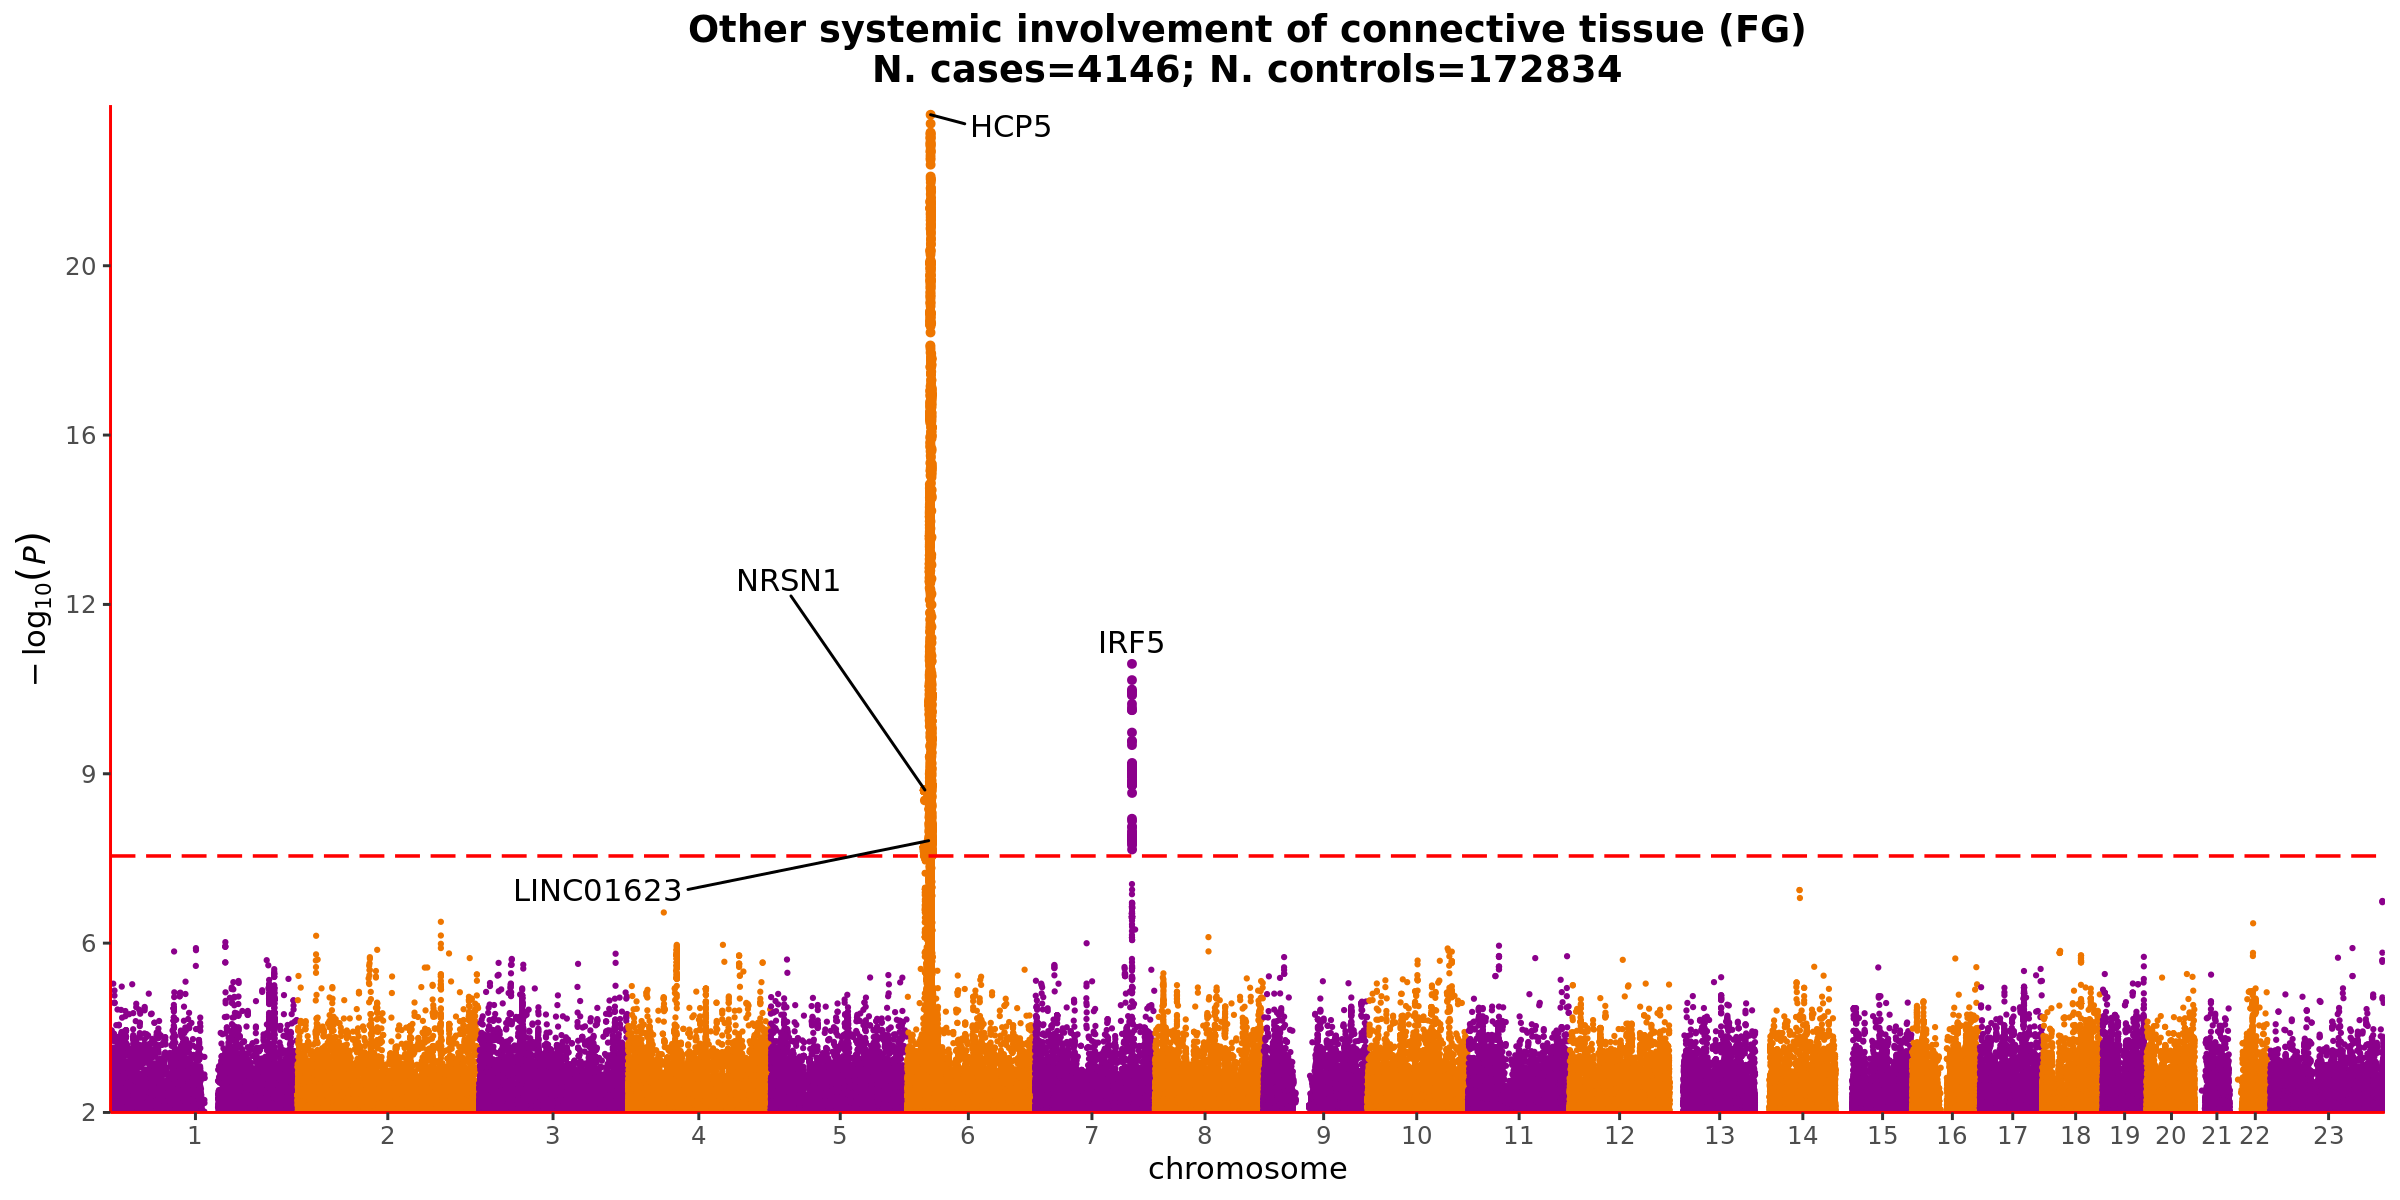 Other systemic involvement of connective tissue (FG)
N. cases=4146; N. controls=172834
HCP5
20
16
NRSN1
12
IRF5
−log10(P)
9
LINC01623
6
2
1 2 3 4 5 6 7 8 9 10 11 12 13 14 15 16 17 18 19 20 21 22 23
chromosome